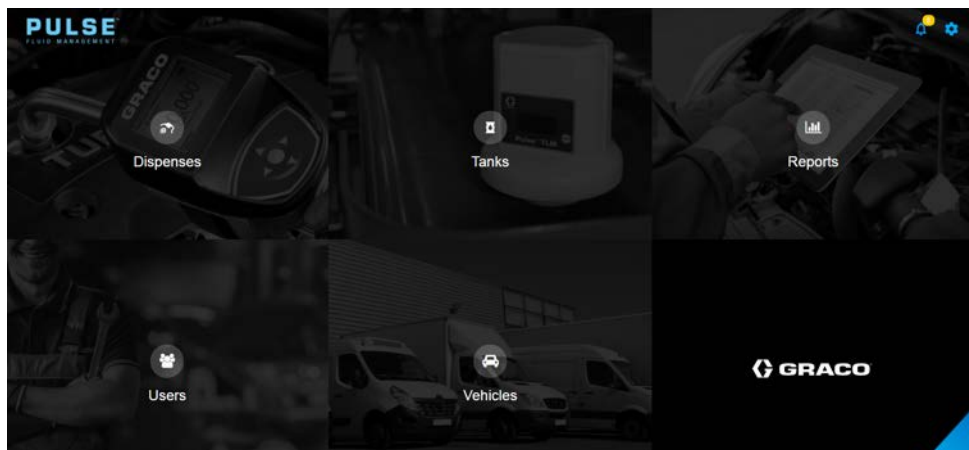 PULSE
FLUID MANAGEMENT
GRACO
Dispenses
Tanks
Reports
Users
Vehicles
GRACO